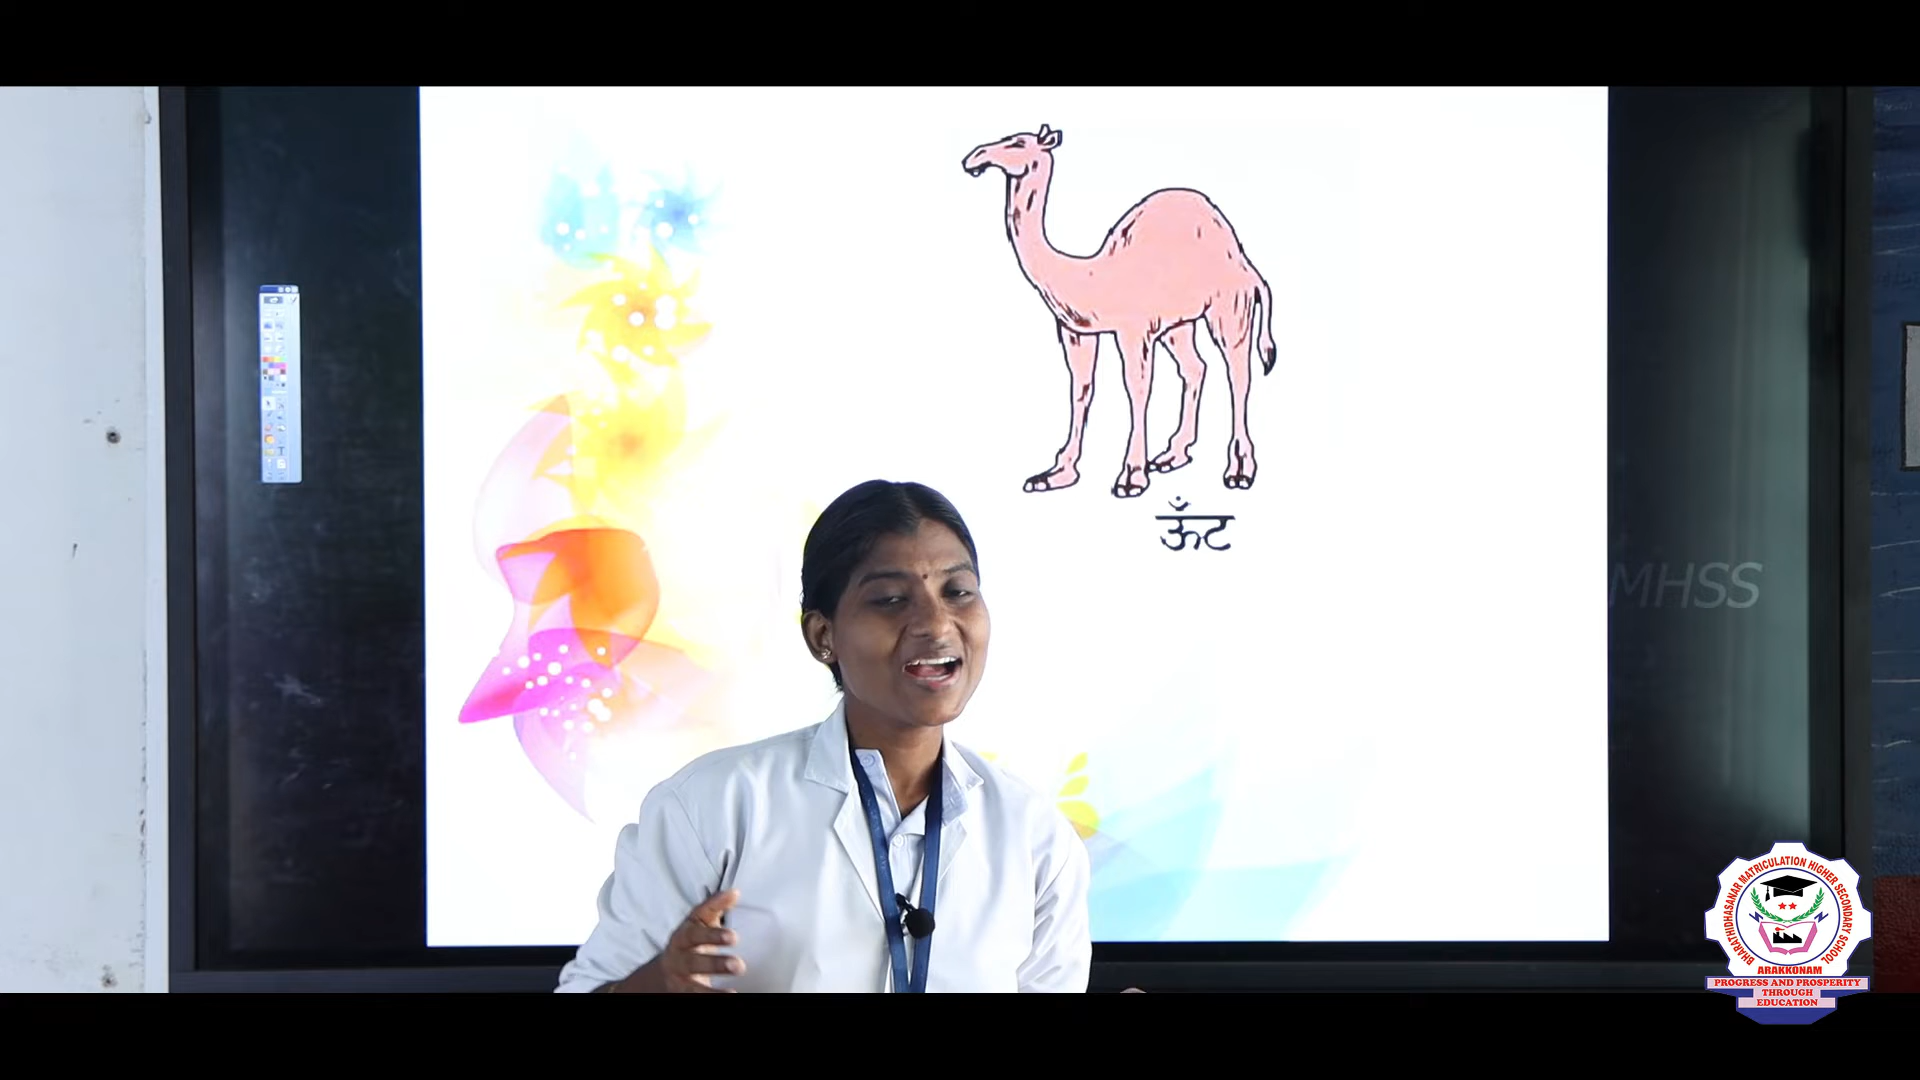 ऊँट
MHSS
BHARATHIDHASANAR MATRICULATION HIGHER SECONDARY SCHOOL
ARAKKONAM
PROGRESS AND PROSPERITY
THROUGH
EDUCATION